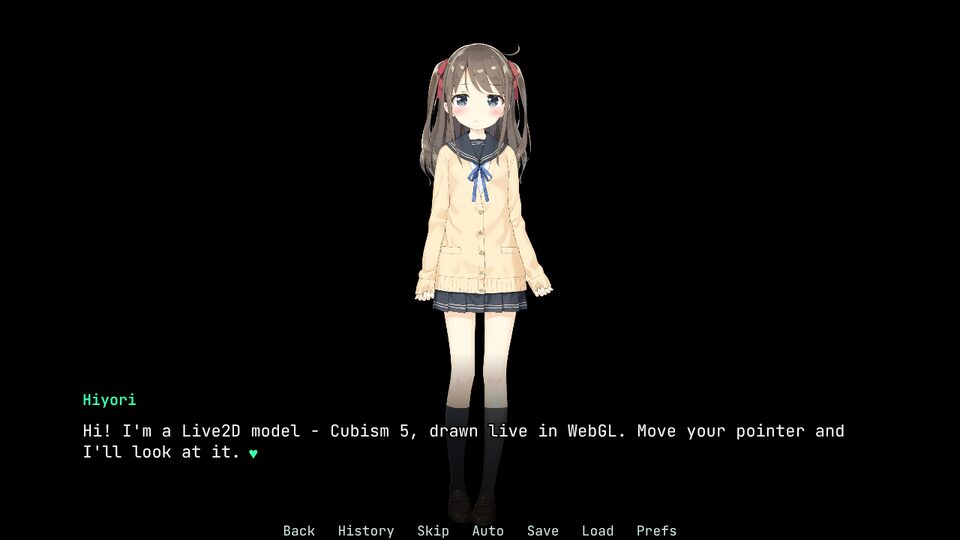 Hiyori
Hi! I'm a Live2D model - Cubism 5, drawn live in WebGL. Move your pointer and
I'll look at it. ♥
Back History Skip Auto Save Load Prefs